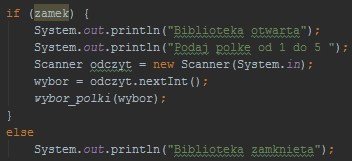 if (zamek) {
    System.out.println("Biblioteka otwarta");
    System.out.println("Podaj polke od 1 do 5 ");
    Scanner odczyt = new Scanner(System.in);
    wybor = odczyt.nextInt();
    wybor_polki(wybor);
}
else
    System.out.println("Biblioteka zamknieta");